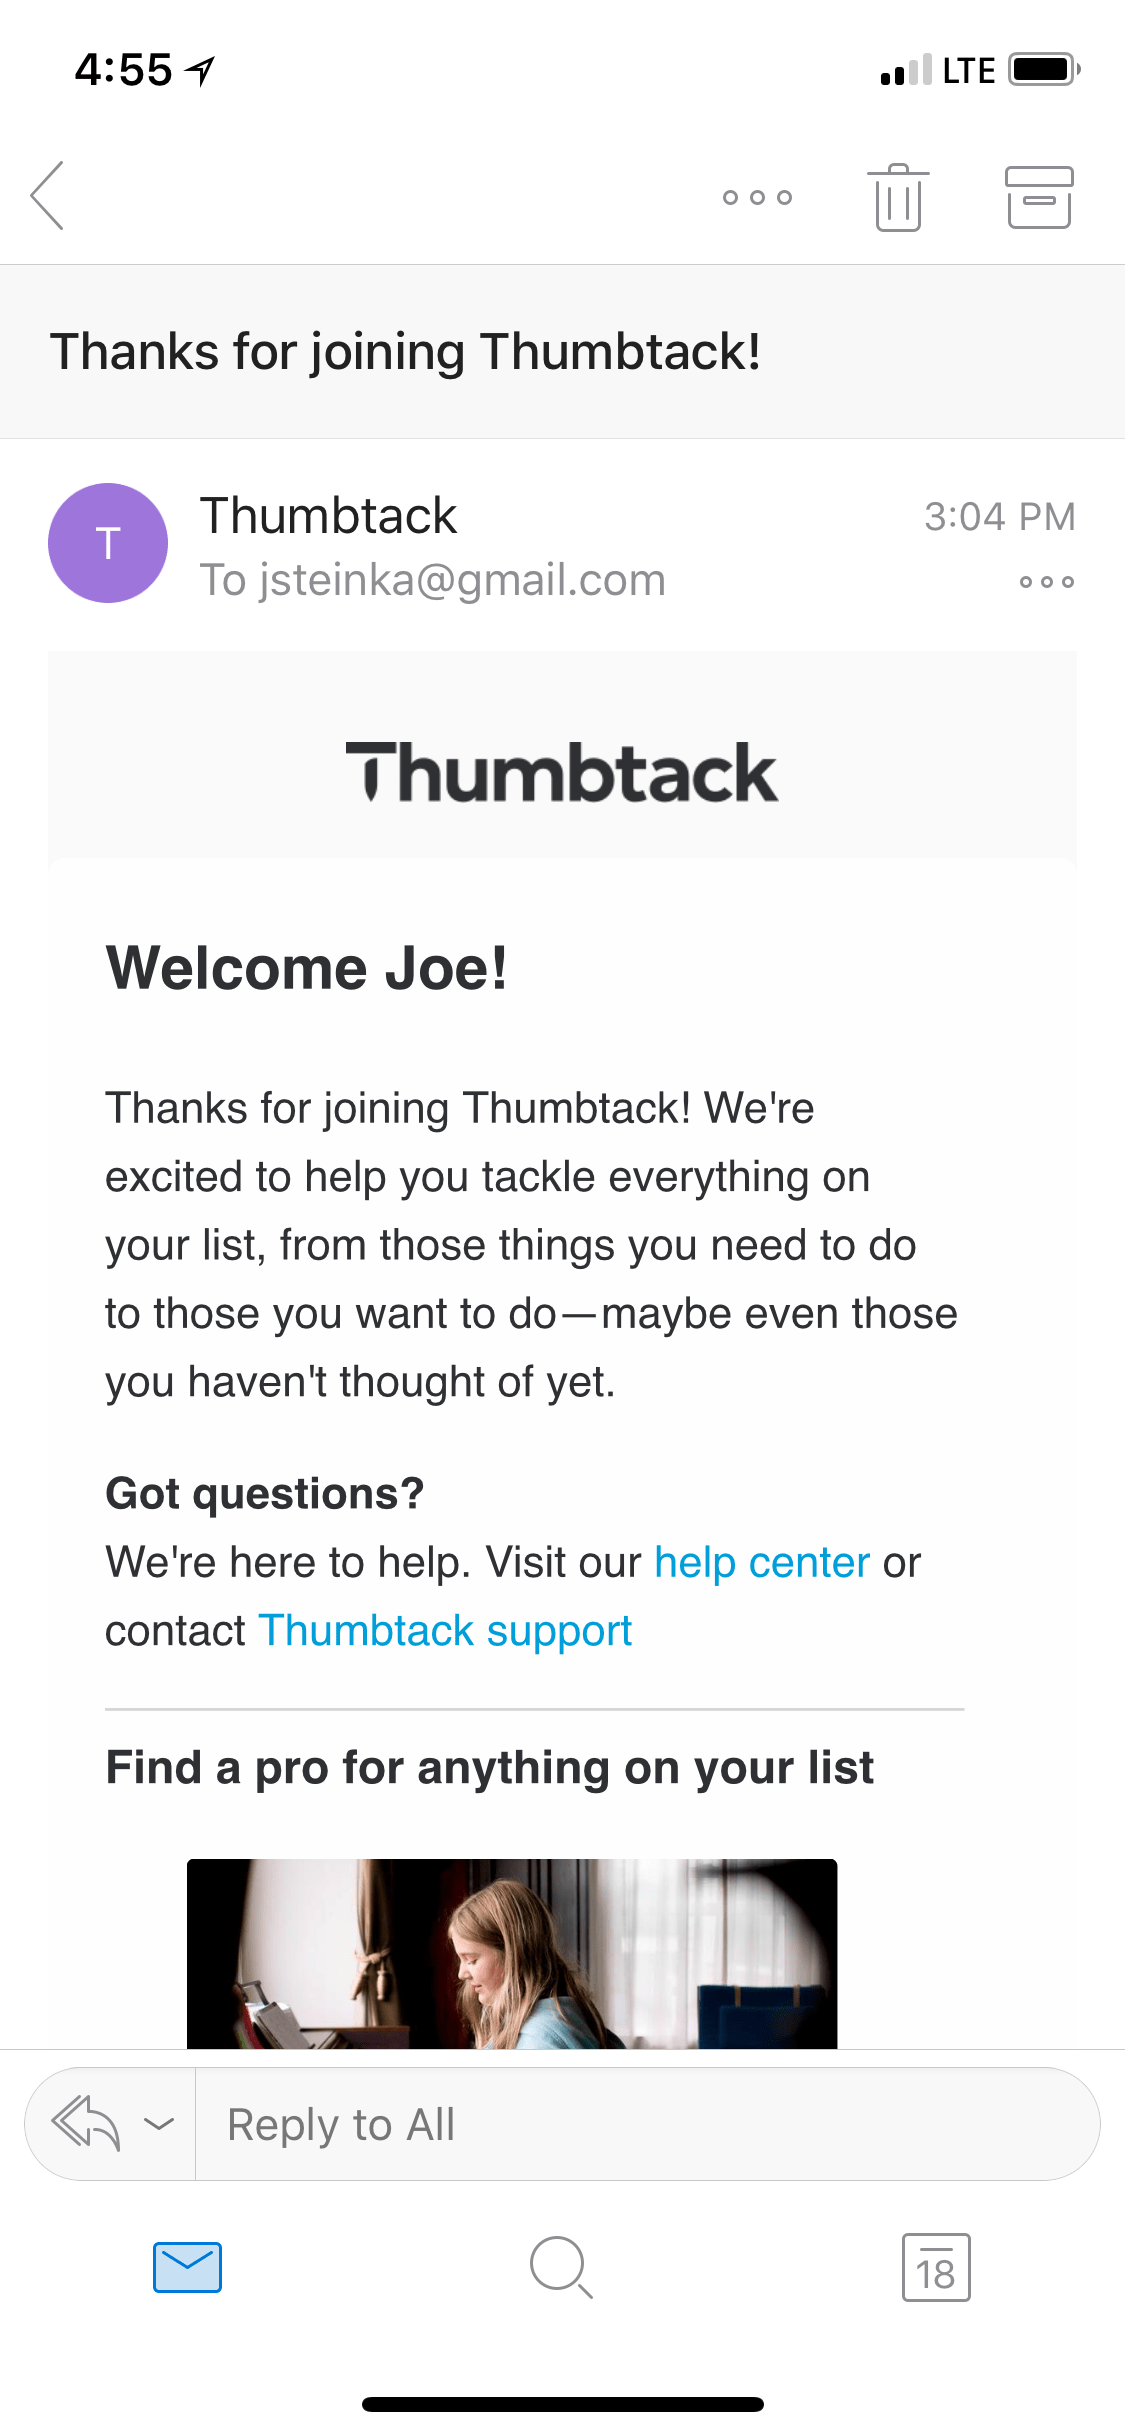 4:55
LTE
Thanks for joining Thumbtack!
T
Thumbtack
3:04 PM
To jsteinka@gmail.com
Thumbtack
Welcome Joe!
Thanks for joining Thumbtack! We're
excited to help you tackle everything on
your list, from those things you need to do
to those you want to do—maybe even those
you haven't thought of yet.
Got questions?
We're here to help. Visit our help center or
contact Thumbtack support
Find a pro for anything on your list
Reply to All
18